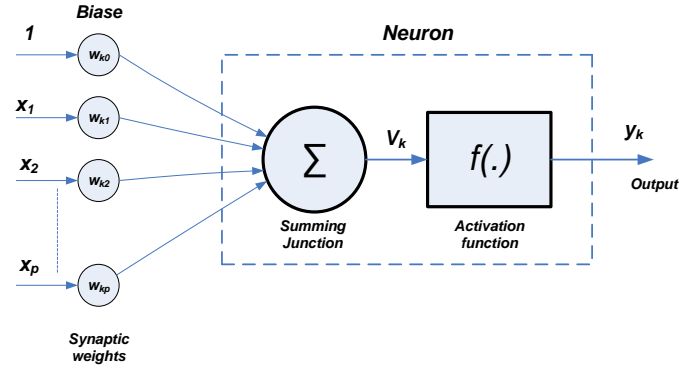 Biase
Neuron
1
w_k0
x_1
w_k1
x_2
w_k2
x_p
w_kp
Synaptic
weights
Σ
Summing
Junction
V_k
f(.)
Activation
function
y_k
Output